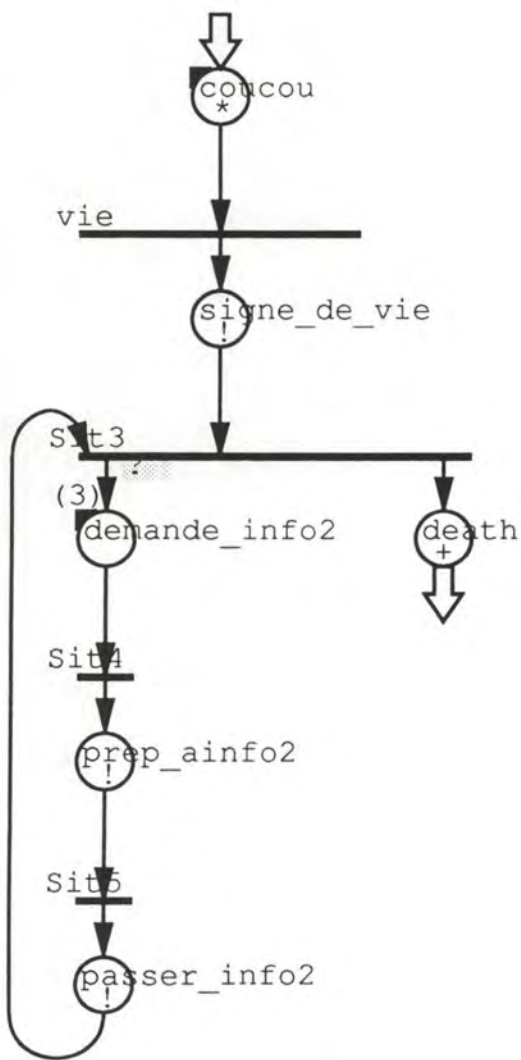 coucou
*
vie
signe_de_vie
!
Sit3
?
(3)
demande_info2
death
+
Sit4
prep_ainfo2
!
Sit5
passer_info2
!